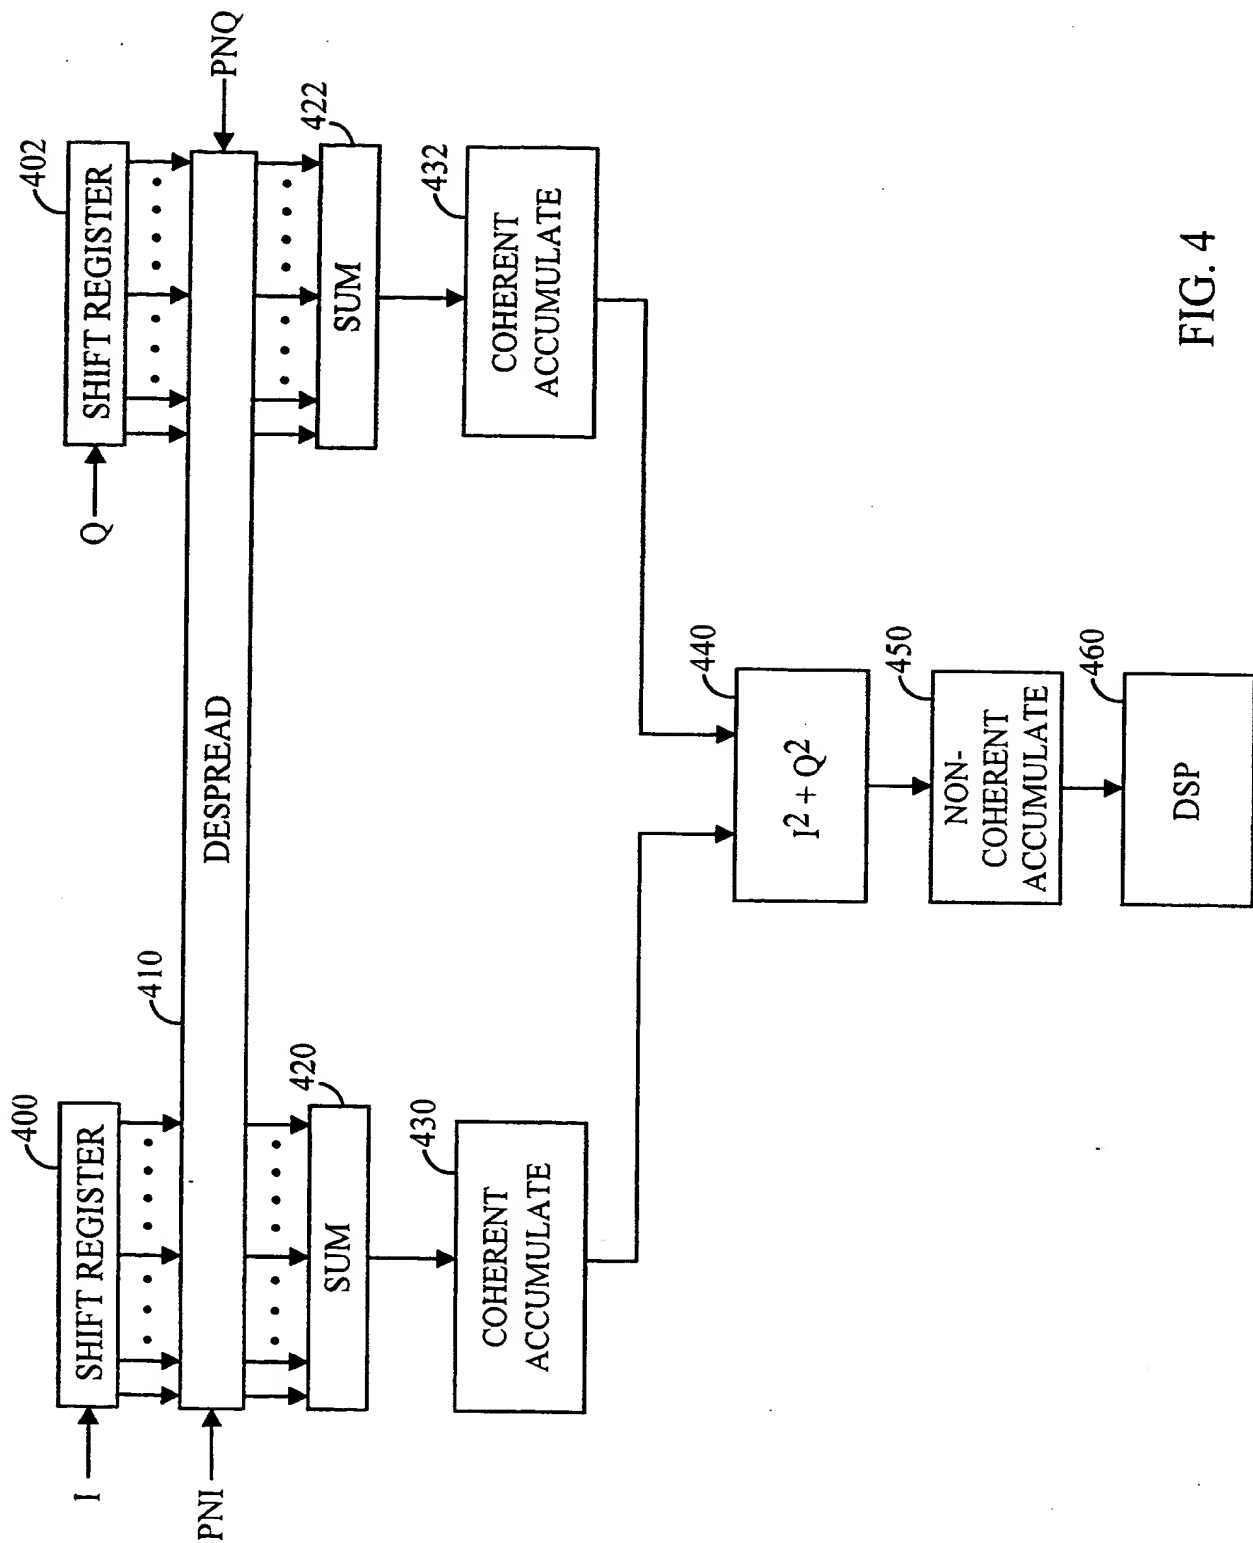 400
402
I
SHIFT REGISTER
Q
SHIFT REGISTER
410
PNI
DESPREAD
PNQ
420
422
SUM
SUM
430
432
COHERENT
ACCUMULATE
COHERENT
ACCUMULATE
440
I² + Q²
450
NON-
COHERENT
ACCUMULATE
460
DSP
FIG. 4